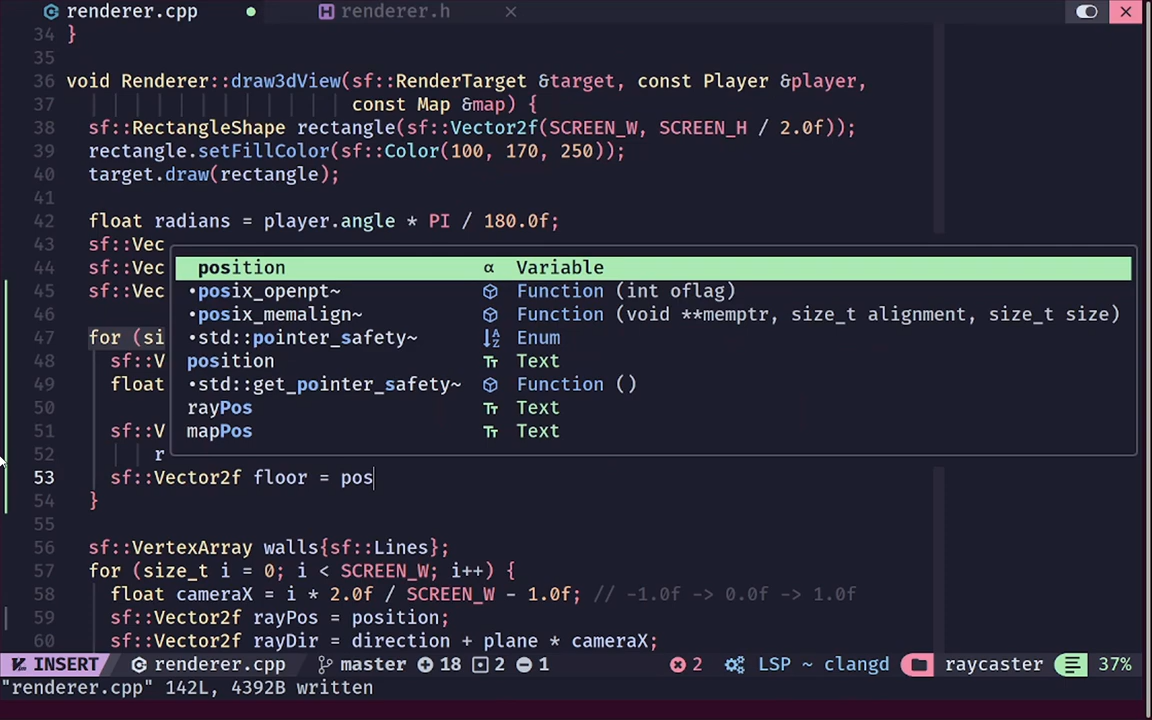 renderer.cpp renderer.h
34 }
35
36 void Renderer::draw3dView(sf::RenderTarget &target, const Player &player,
37 const Map &map) {
38 sf::RectangleShape rectangle(sf::Vector2f(SCREEN_W, SCREEN_H / 2.0f));
39 rectangle.setFillColor(sf::Color(100, 170, 250));
40 target.draw(rectangle);
41
42 float radians = player.angle * PI / 180.0f;
43 sf::Vec
44 sf::Vec position α Variable
45 sf::Vec •posix_openpt~ Function (int oflag)
46 •posix_memalign~ Function (void **memptr, size_t alignment, size_t size)
47 for (si •std::pointer_safety~ Enum
48 sf::V position Text
49 float •std::get_pointer_safety~ Function ()
50 rayPos Text
51 sf::V mapPos Text
52 r
53 sf::Vector2f floor = pos
54 }
55
56 sf::VertexArray walls{sf::Lines};
57 for (size_t i = 0; i < SCREEN_W; i++) {
58 float cameraX = i * 2.0f / SCREEN_W - 1.0f; // -1.0f -> 0.0f -> 1.0f
59 sf::Vector2f rayPos = position;
60 sf::Vector2f rayDir = direction + plane * cameraX;
INSERT renderer.cpp master 18 2 1 2 LSP ~ clangd raycaster 37%
"renderer.cpp" 142L, 4392B written